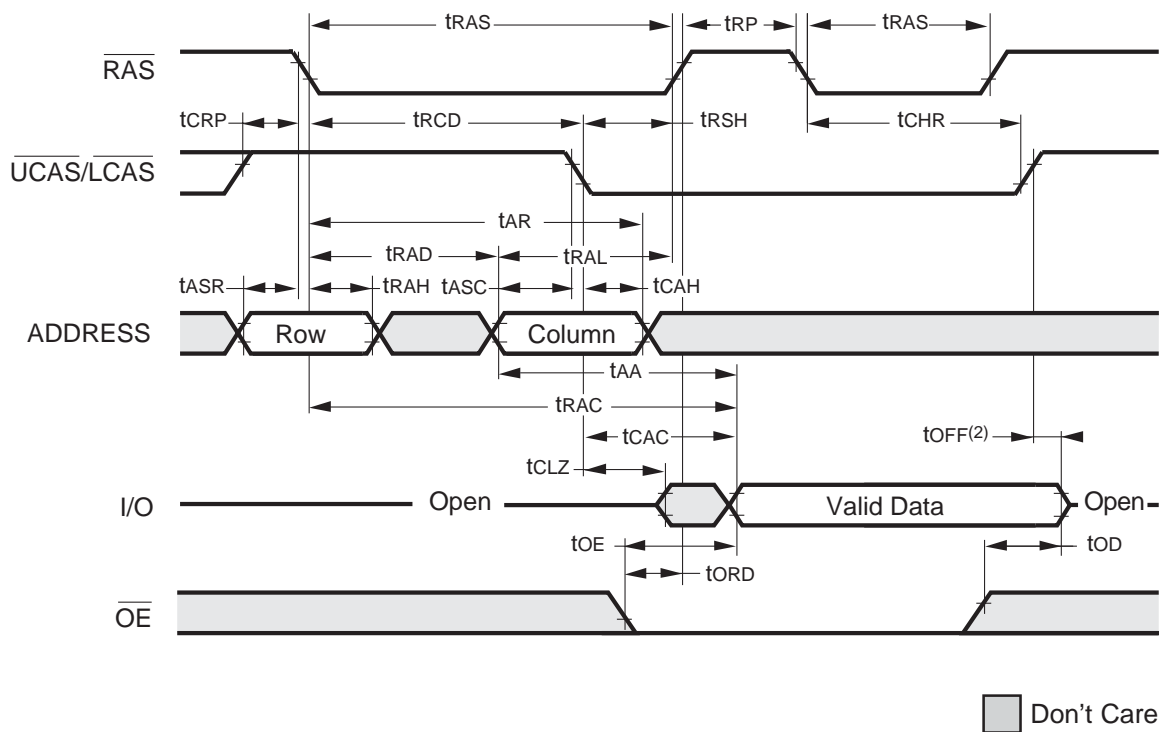 tRAS tRP tRAS
RAS
tCRP tRCD tRSH tCHR
UCAS/LCAS
tAR
tRAD tRAL
tASR tRAH tASC tCAH
ADDRESS Row Column
tAA
tRAC
tCAC tOFF(2)
tCLZ
I/O Open Valid Data Open
tOE tOD
tORD
OE
Don't Care